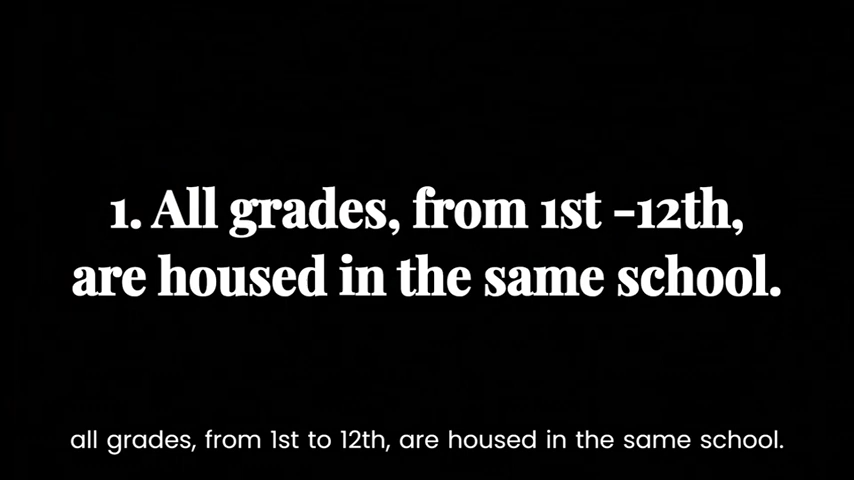 1. All grades, from 1st -12th,
are housed in the same school.
all grades, from 1st to 12th, are housed in the same school.